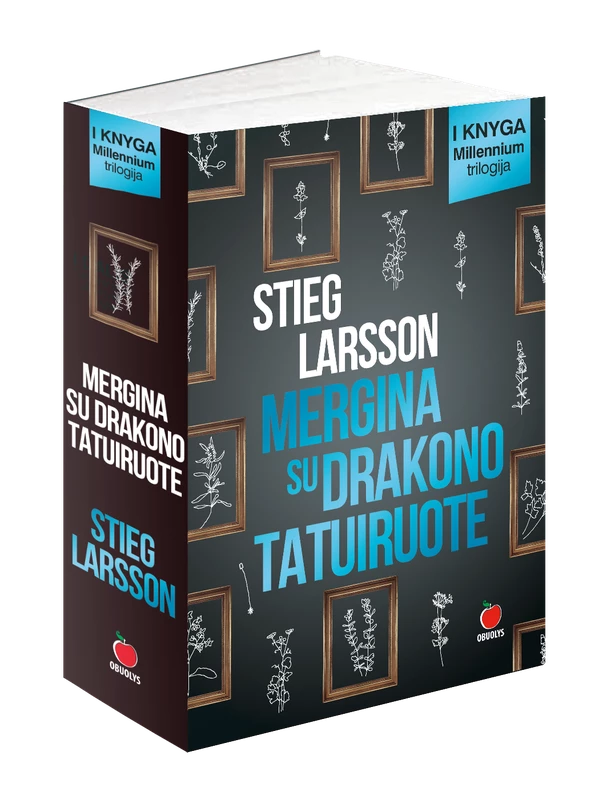 I KNYGA
Millennium
trilogija
MERGINA
SU DRAKONO
TATUIRUOTE
STIEG
LARSSON
OBUOLYS
I KNYGA
Millennium
trilogija
STIEG
LARSSON
MERGINA
SU DRAKONO
TATUIRUOTE
OBUOLYS